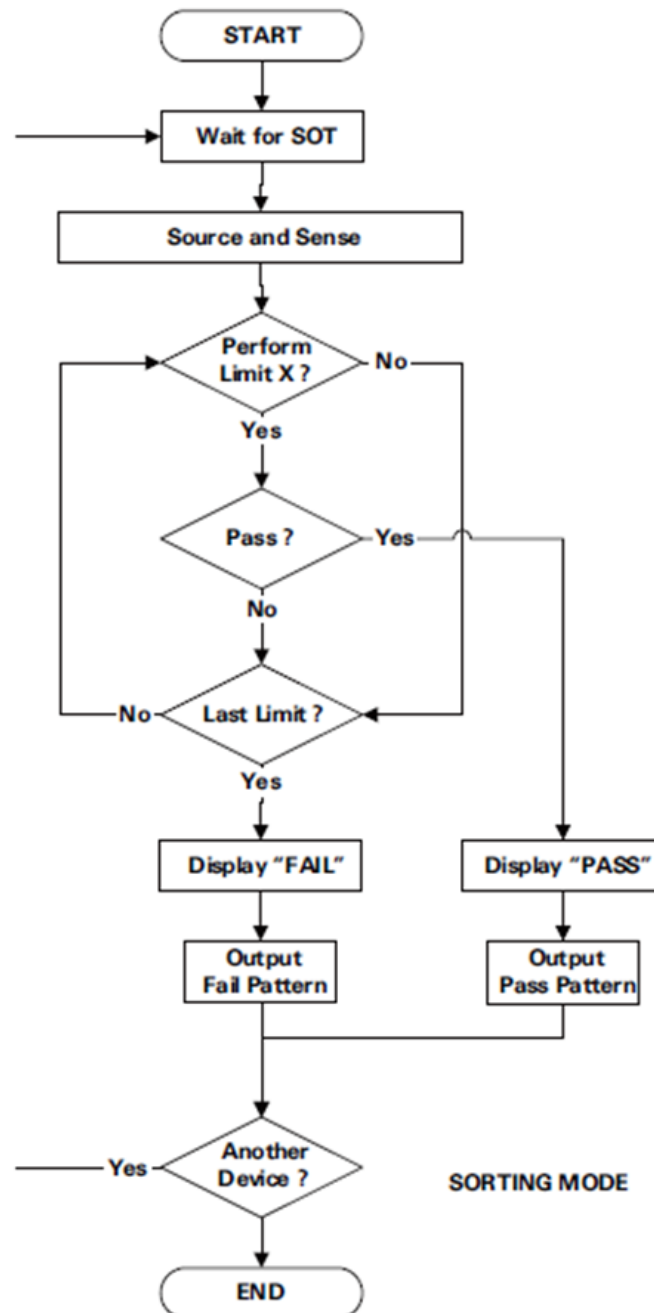 START
Wait for SOT
Source and Sense
Perform
Limit X ?
No
Yes
Pass ?
Yes
No
Last Limit ?
No
Yes
Display “FAIL”
Display “PASS”
Output
Fail Pattern
Output
Pass Pattern
Another
Device ?
Yes
SORTING MODE
END